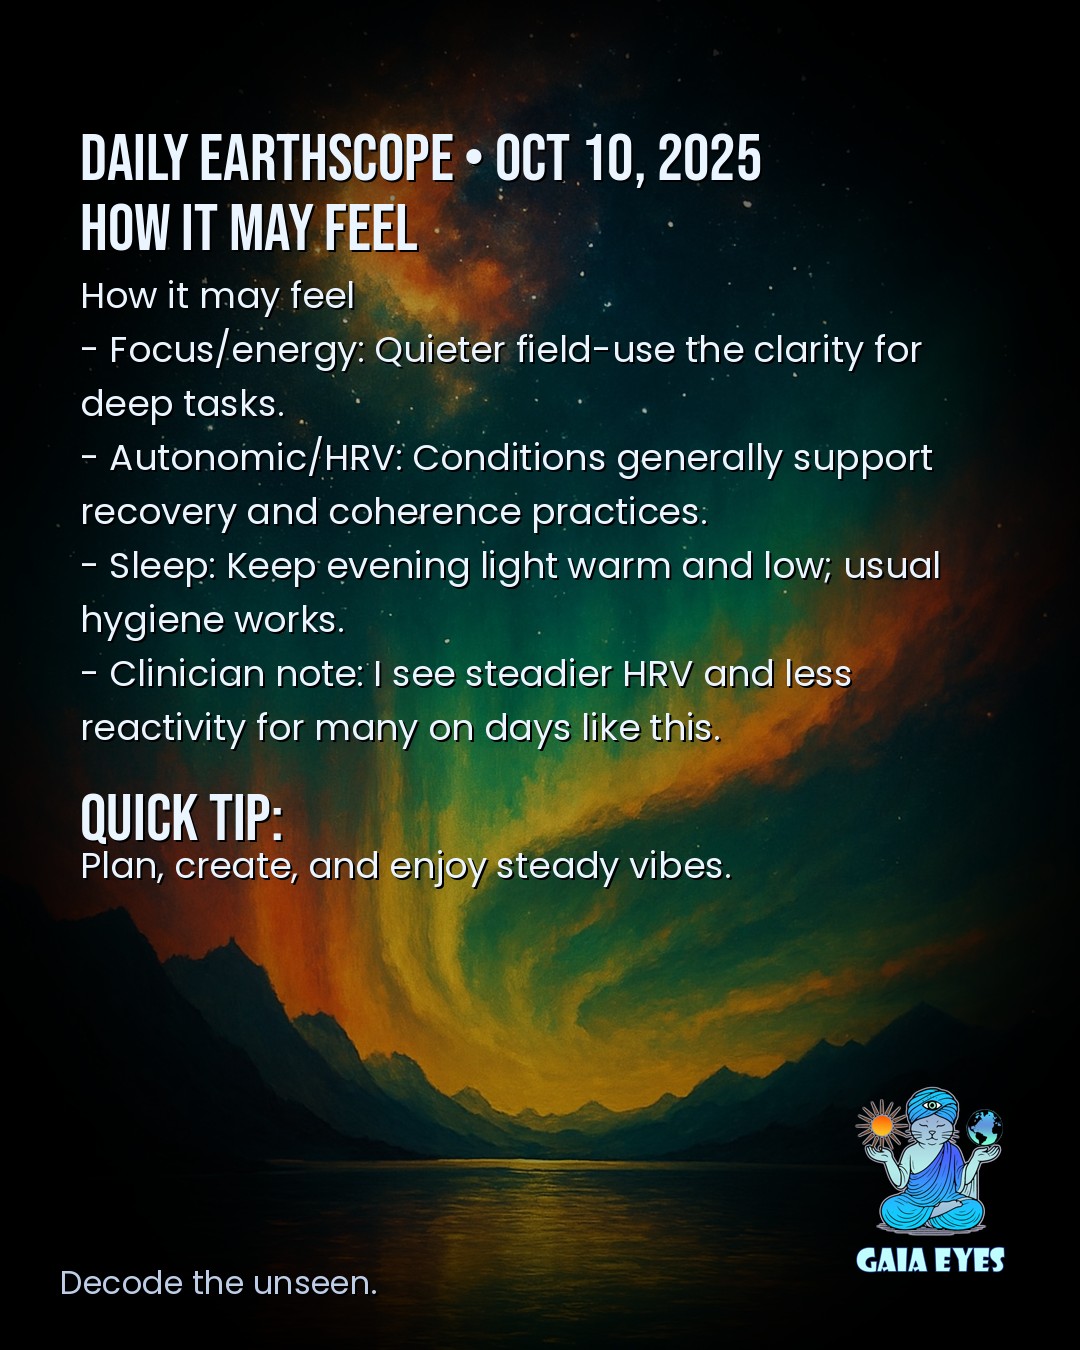 DAILY EARTHSCOPE • OCT 10, 2025
HOW IT MAY FEEL
How it may feel
- Focus/energy: Quieter field-use the clarity for
deep tasks.
- Autonomic/HRV: Conditions generally support
recovery and coherence practices.
- Sleep: Keep evening light warm and low; usual
hygiene works.
- Clinician note: I see steadier HRV and less
reactivity for many on days like this.
QUICK TIP:
Plan, create, and enjoy steady vibes.
GAIA EYES
Decode the unseen.